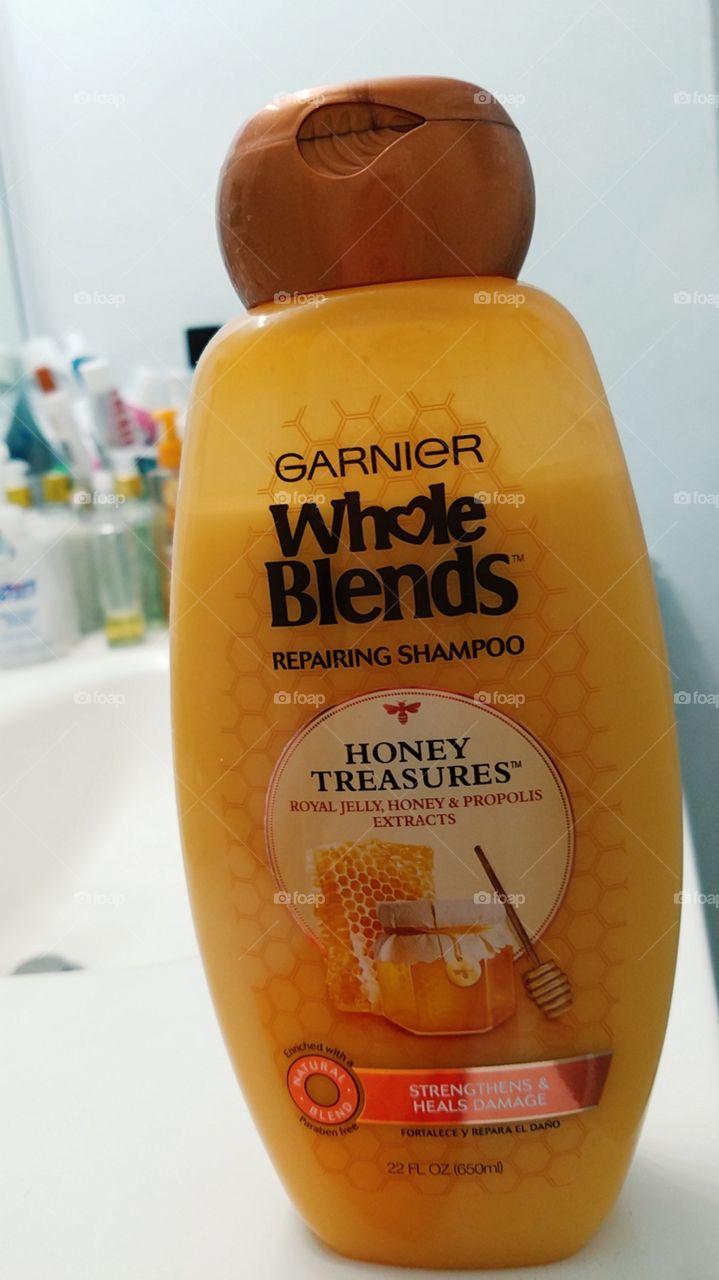 GARNIER
Whole
Blends™
REPAIRING SHAMPOO
HONEY
TREASURES™
ROYAL JELLY, HONEY & PROPOLIS
EXTRACTS
Enriched with a
NATURAL
BLEND
Paraben free
STRENGTHENS &
HEALS DAMAGE
FORTALECE y REPARA EL DAÑO
22 FL OZ (650ml)
foap